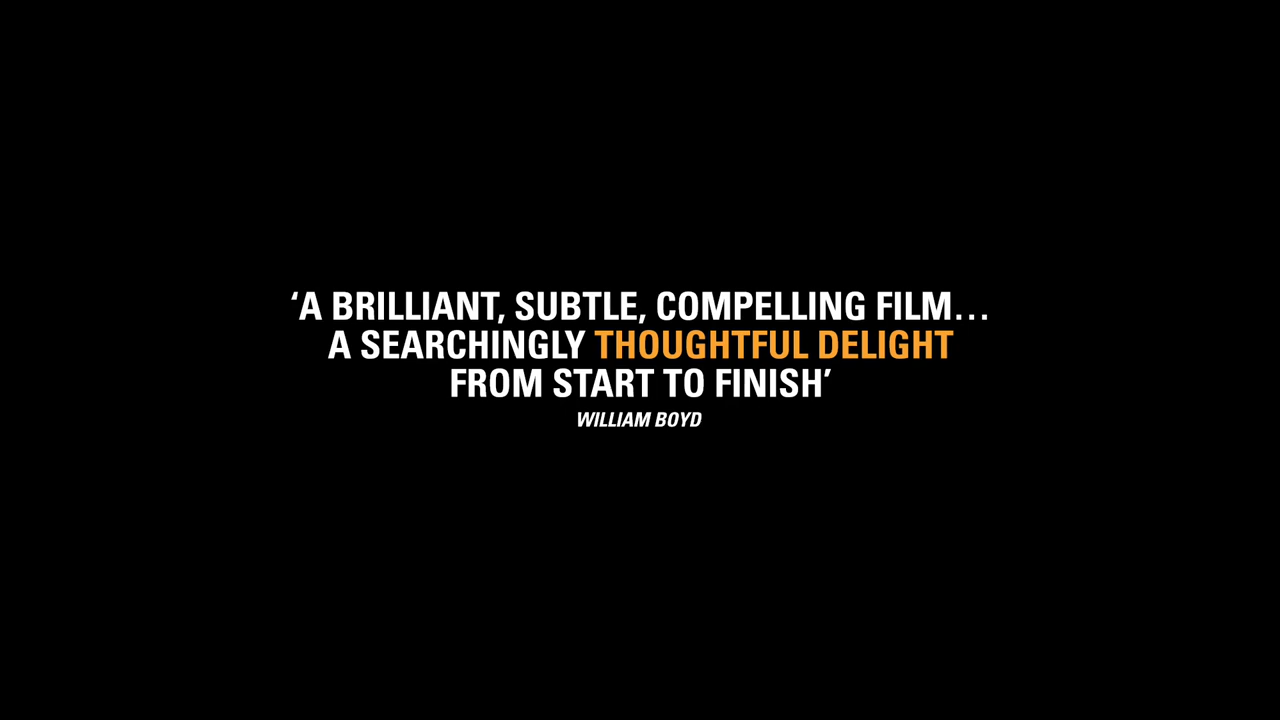 ‘A BRILLIANT, SUBTLE, COMPELLING FILM…
A SEARCHINGLY THOUGHTFUL DELIGHT
FROM START TO FINISH’
WILLIAM BOYD